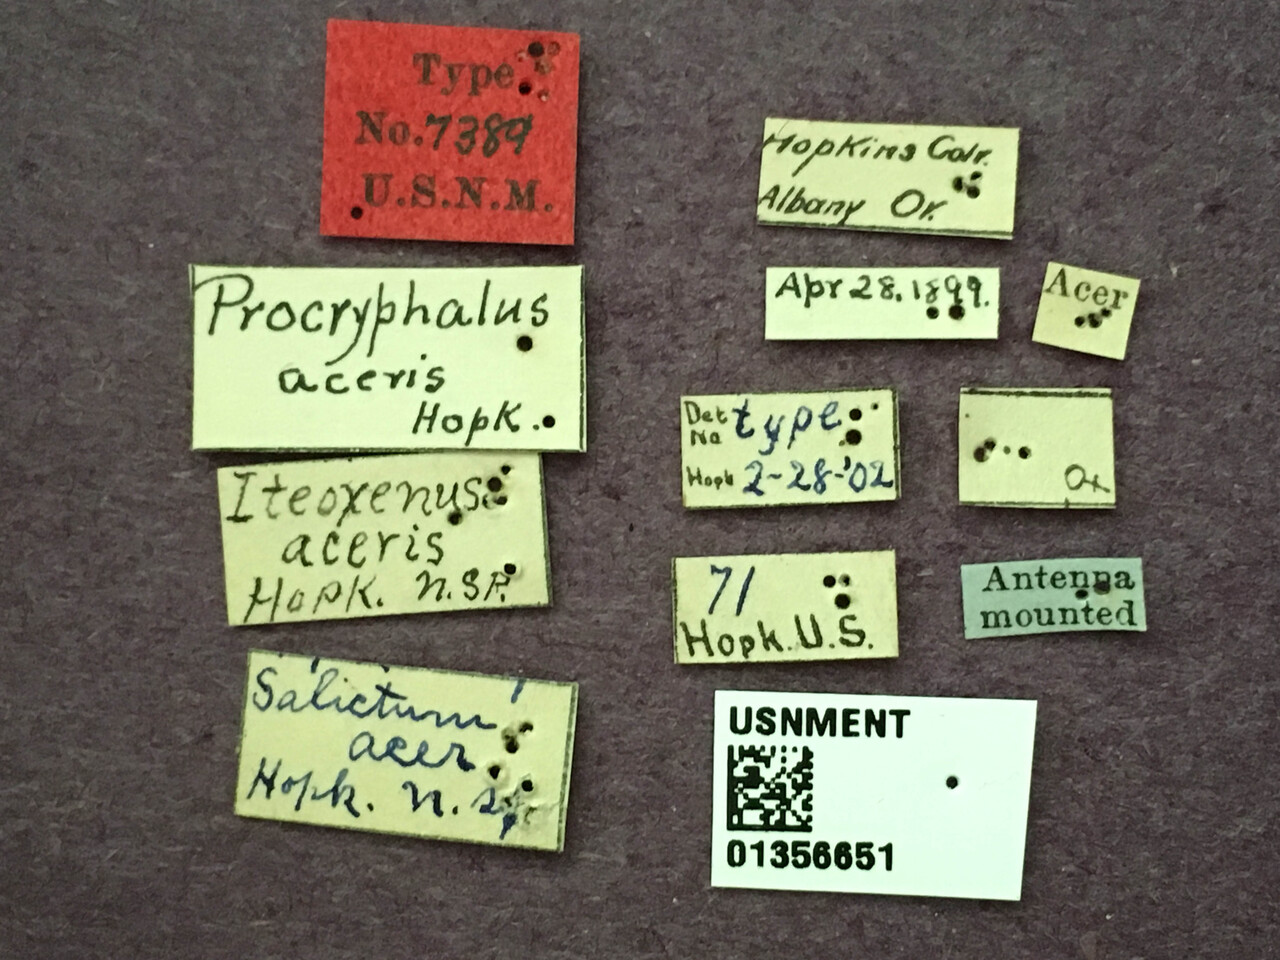 Type
No.7389
U.S.N.M.
Procryphalus
aceris
Hopk.
Iteoxenus
aceris
Hopk. n.sp.
Salictum
acer
Hopk. n. sp
Hopkins Colr.
Albany Or.
Apr 28. 1899.
Acer
Det
No type
Hopk 2-28-'02
♀
71
Hopk. U.S.
Antenna
mounted
USNMENT
01356651